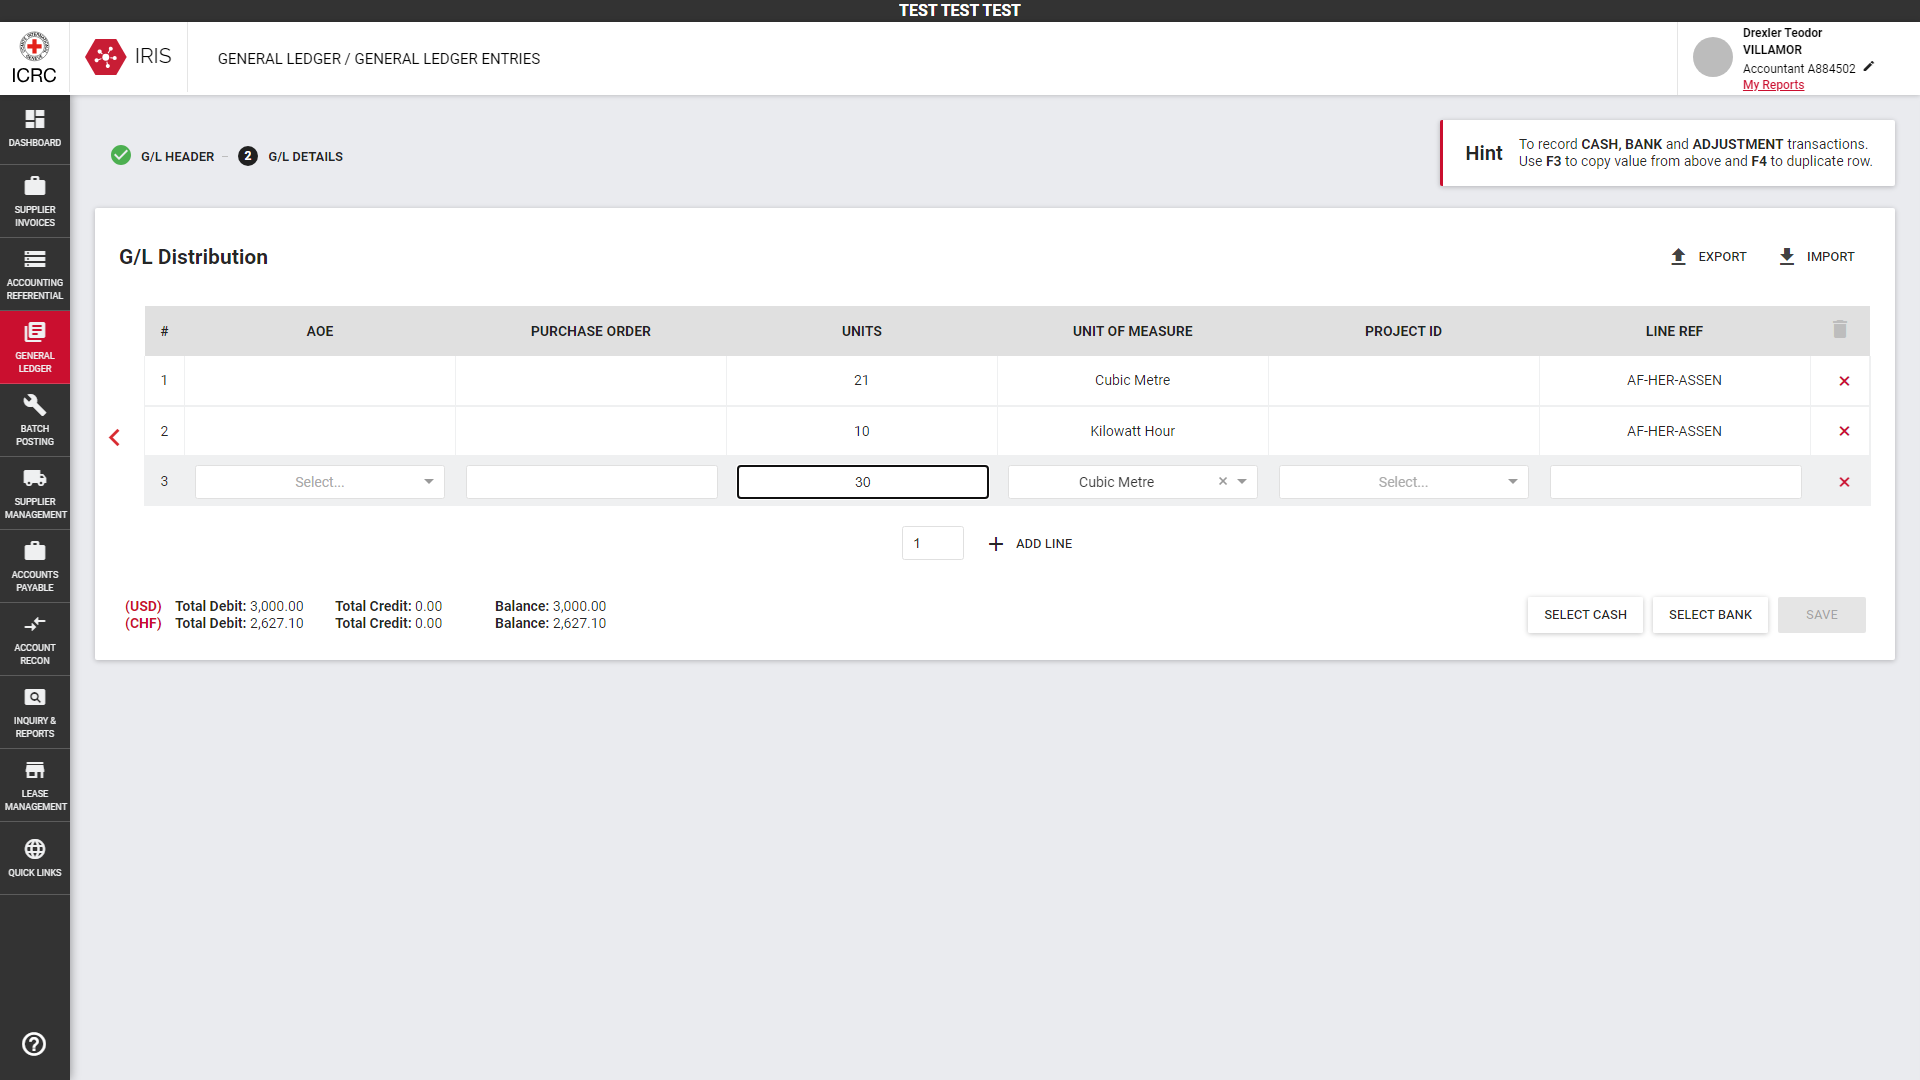 TEST TEST TEST
ICRC
IRIS
GENERAL LEDGER / GENERAL LEDGER ENTRIES
Drexler Teodor
VILLAMOR
Accountant A884502
My Reports
DASHBOARD
SUPPLIER
INVOICES
ACCOUNTING
REFERENTIAL
GENERAL
LEDGER
BATCH
POSTING
SUPPLIER
MANAGEMENT
ACCOUNTS
PAYABLE
ACCOUNT
RECON
INQUIRY &
REPORTS
LEASE
MANAGEMENT
QUICK LINKS
G/L HEADER
2 G/L DETAILS
Hint
To record CASH, BANK and ADJUSTMENT transactions.
Use F3 to copy value from above and F4 to duplicate row.
G/L Distribution
EXPORT
IMPORT
# AOE PURCHASE ORDER UNITS UNIT OF MEASURE PROJECT ID LINE REF
1 21 Cubic Metre AF-HER-ASSEN
2 10 Kilowatt Hour AF-HER-ASSEN
3 Select... 30 Cubic Metre Select...
1 ADD LINE
(USD) Total Debit: 3,000.00 Total Credit: 0.00 Balance: 3,000.00
(CHF) Total Debit: 2,627.10 Total Credit: 0.00 Balance: 2,627.10
SELECT CASH
SELECT BANK
SAVE